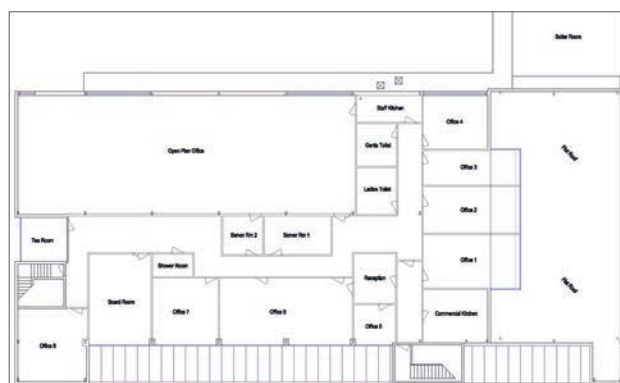 Boiler Room
Staff Kitchen
Office 4
Gents Toilet
Open Plan Office
Office 3
Flat Roof
Ladies Toilet
Office 2
Server Rm 2
Server Rm 1
Tea Room
Shower Room
Reception
Office 1
Flat Roof
Board Room
Office 7
Office 6
Commercial Kitchen
Office 5
Office 8